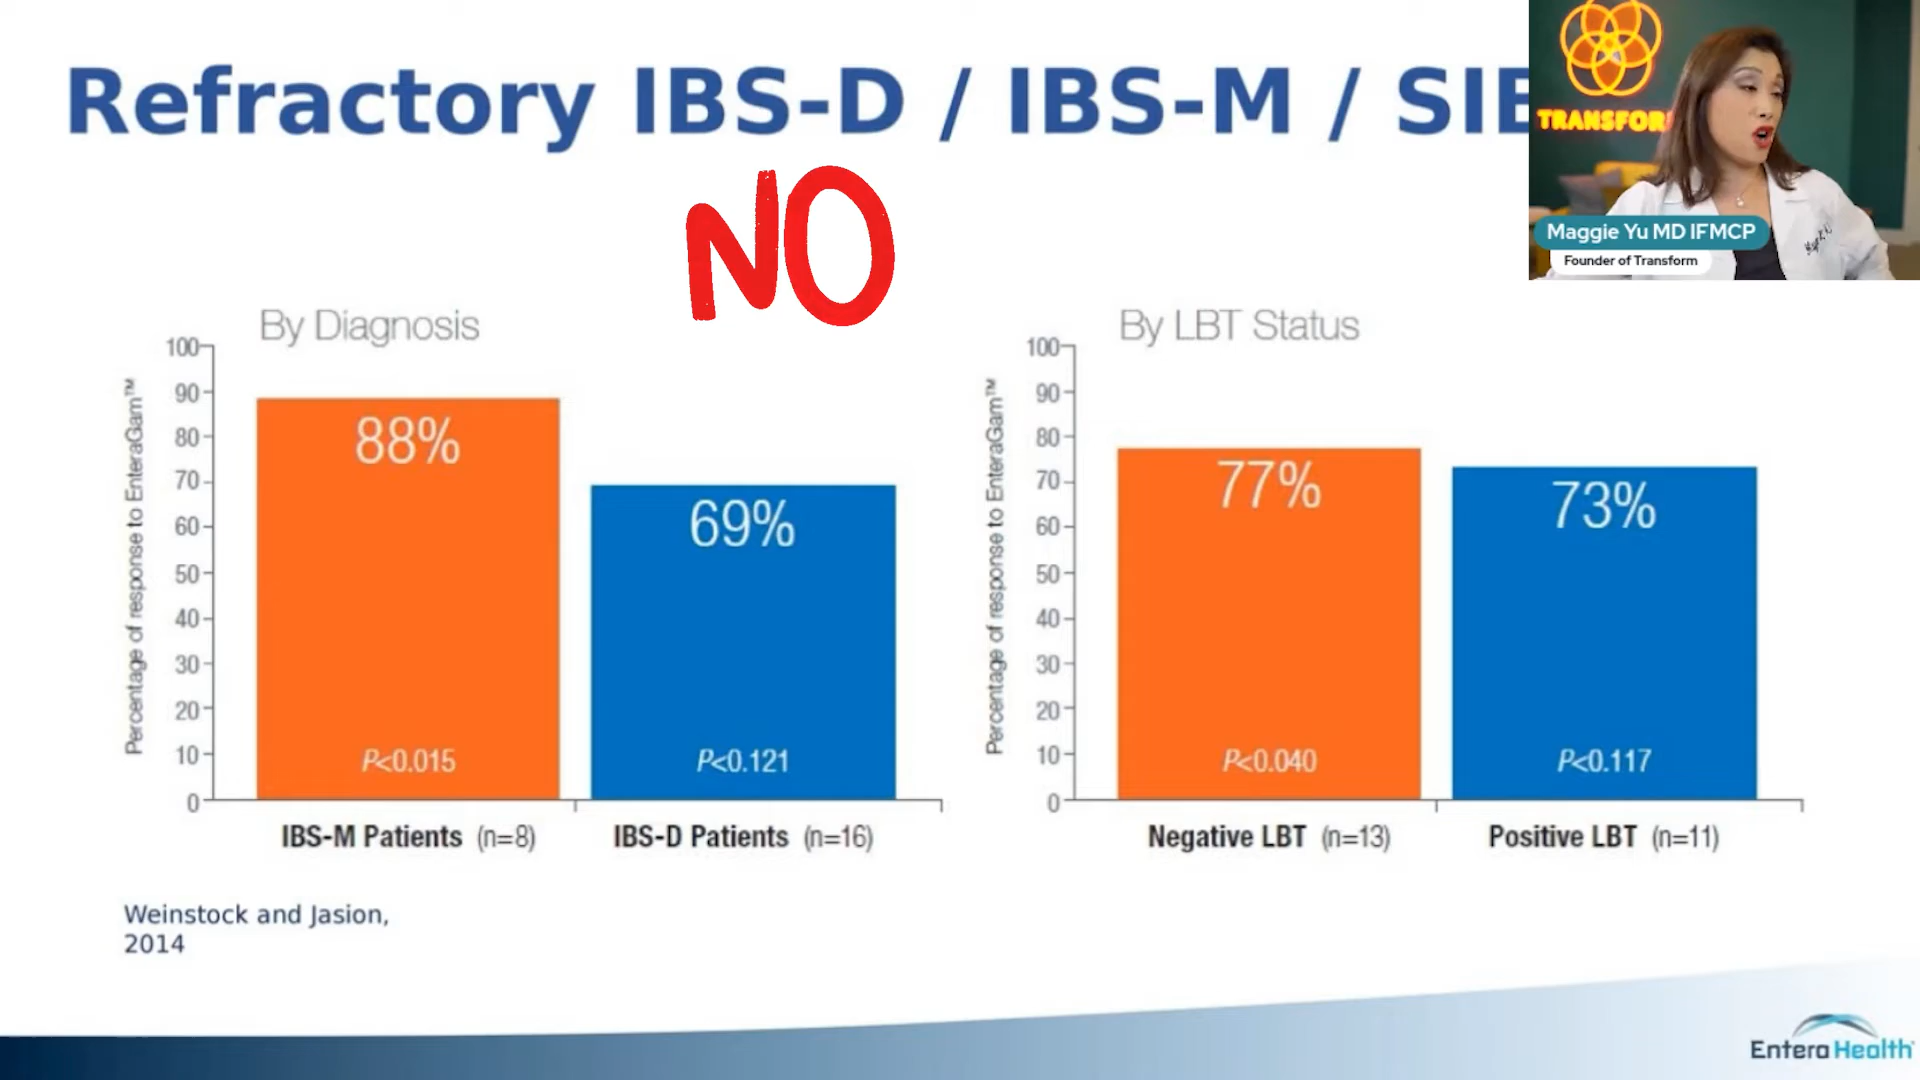 Refractory IBS-D / IBS-M /
NO
TRANSFOR
Maggie Yu MD IFMCP
Founder of Transform
By Diagnosis
100
90
80
70
60
50
40
30
20
10
0
Percentage of response to EnteraGam™
88%
69%
P<0.015
P<0.121
IBS-M Patients (n=8)
IBS-D Patients (n=16)
By LBT Status
100
90
80
70
60
50
40
30
20
10
0
Percentage of response to EnteraGam™
77%
73%
P<0.040
P<0.117
Negative LBT (n=13)
Positive LBT (n=11)
Weinstock and Jasion,
2014
Entera Health